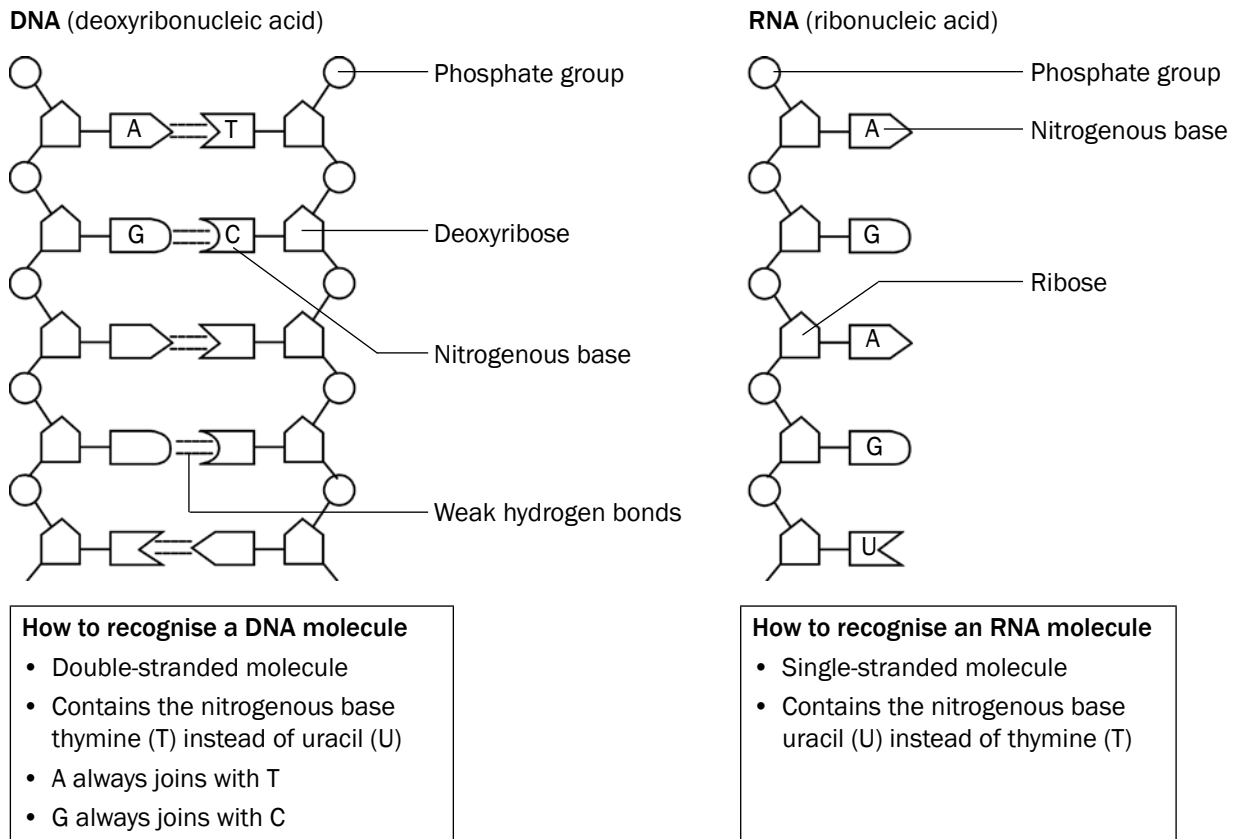 DNA (deoxyribonucleic acid)
Phosphate group
A T
G C
Deoxyribose
Nitrogenous base
Weak hydrogen bonds
How to recognise a DNA molecule
• Double-stranded molecule
• Contains the nitrogenous base
thymine (T) instead of uracil (U)
• A always joins with T
• G always joins with C
RNA (ribonucleic acid)
Phosphate group
A
Nitrogenous base
G
Ribose
A
G
U
How to recognise an RNA molecule
• Single-stranded molecule
• Contains the nitrogenous base
uracil (U) instead of thymine (T)